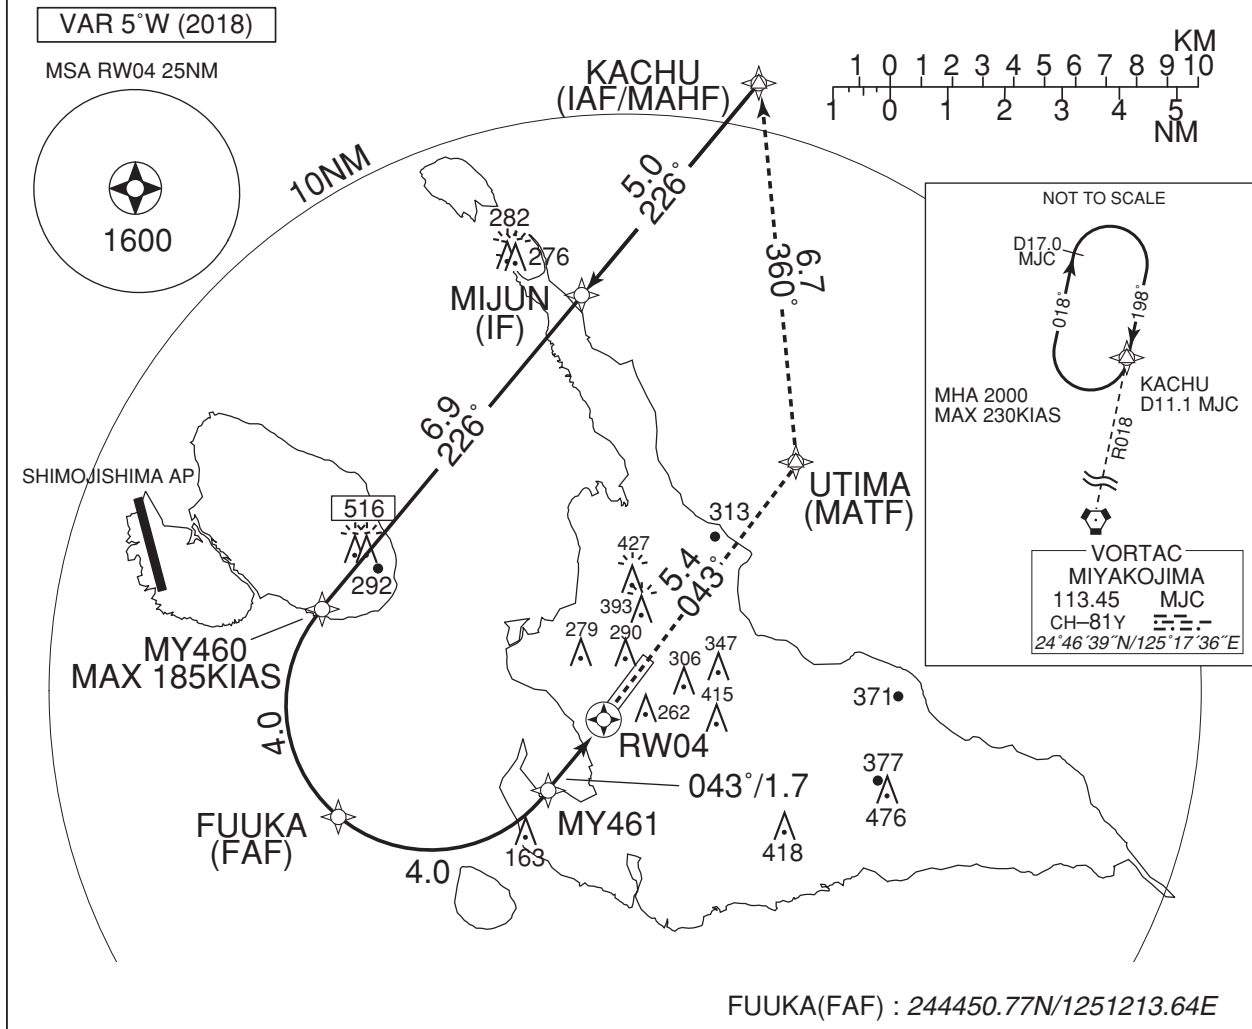 VAR 5°W (2018)
MSA RW04 25NM
1600
10NM
KACHU
(IAF/MAHF)
KM
1 0 1 2 3 4 5 6 7 8 9 10
1 0 1 2 3 4 5
NM
5.0
226°
282
276
MIJUN
(IF)
6.7
360°
NOT TO SCALE
D17.0
MJC
018°
198°
KACHU
D11.1 MJC
MHA 2000
MAX 230KIAS
R018
VORTAC
MIYAKOJIMA
113.45 MJC
CH–81Y
24°46′39″N/125°17′36″E
6.9
226°
SHIMOJISHIMA AP
516
292
UTIMA
(MATF)
313
427
393
5.4
043°
279
290
306
347
415
262
371
MY460
MAX 185KIAS
4.0
RW04
043°/1.7
377
476
FUUKA
(FAF)
MY461
163
418
4.0
FUUKA(FAF) : 244450.77N/1251213.64E